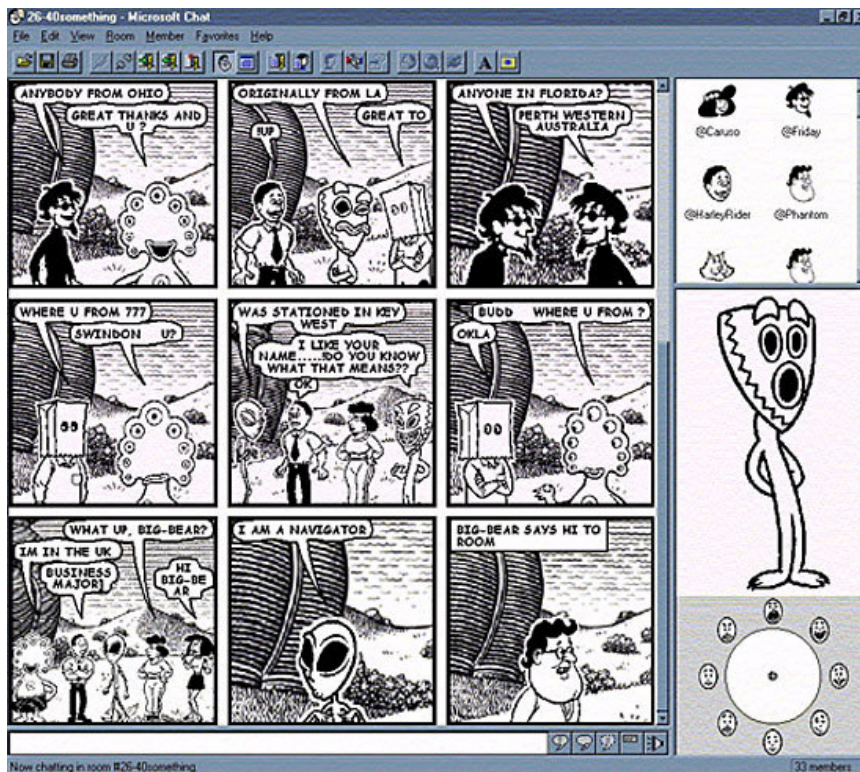 26-40something - Microsoft Chat
File Edit View Room Member Favorites Help
ANYBODY FROM OHIO
GREAT THANKS AND
U ?
ORIGINALLY FROM LA
!UP
GREAT TO
ANYONE IN FLORIDA?
PERTH WESTERN
AUSTRALIA
WHERE U FROM ???
SWINDON U?
WAS STATIONED IN KEY
WEST
I LIKE YOUR
NAME.....!DO YOU KNOW
WHAT THAT MEANS??
OK
BUDD WHERE U FROM ?
OKLA
WHAT UP, BIG-BEAR?
IM IN THE UK
BUSINESS
MAJOR]
HI
BIG-BE
AR
I AM A NAVIGATOR
BIG-BEAR SAYS HI TO
ROOM
@Caruso
@Friday
@HarleyRider
@Phantom
A
Now chatting in room #26-40something
33 members